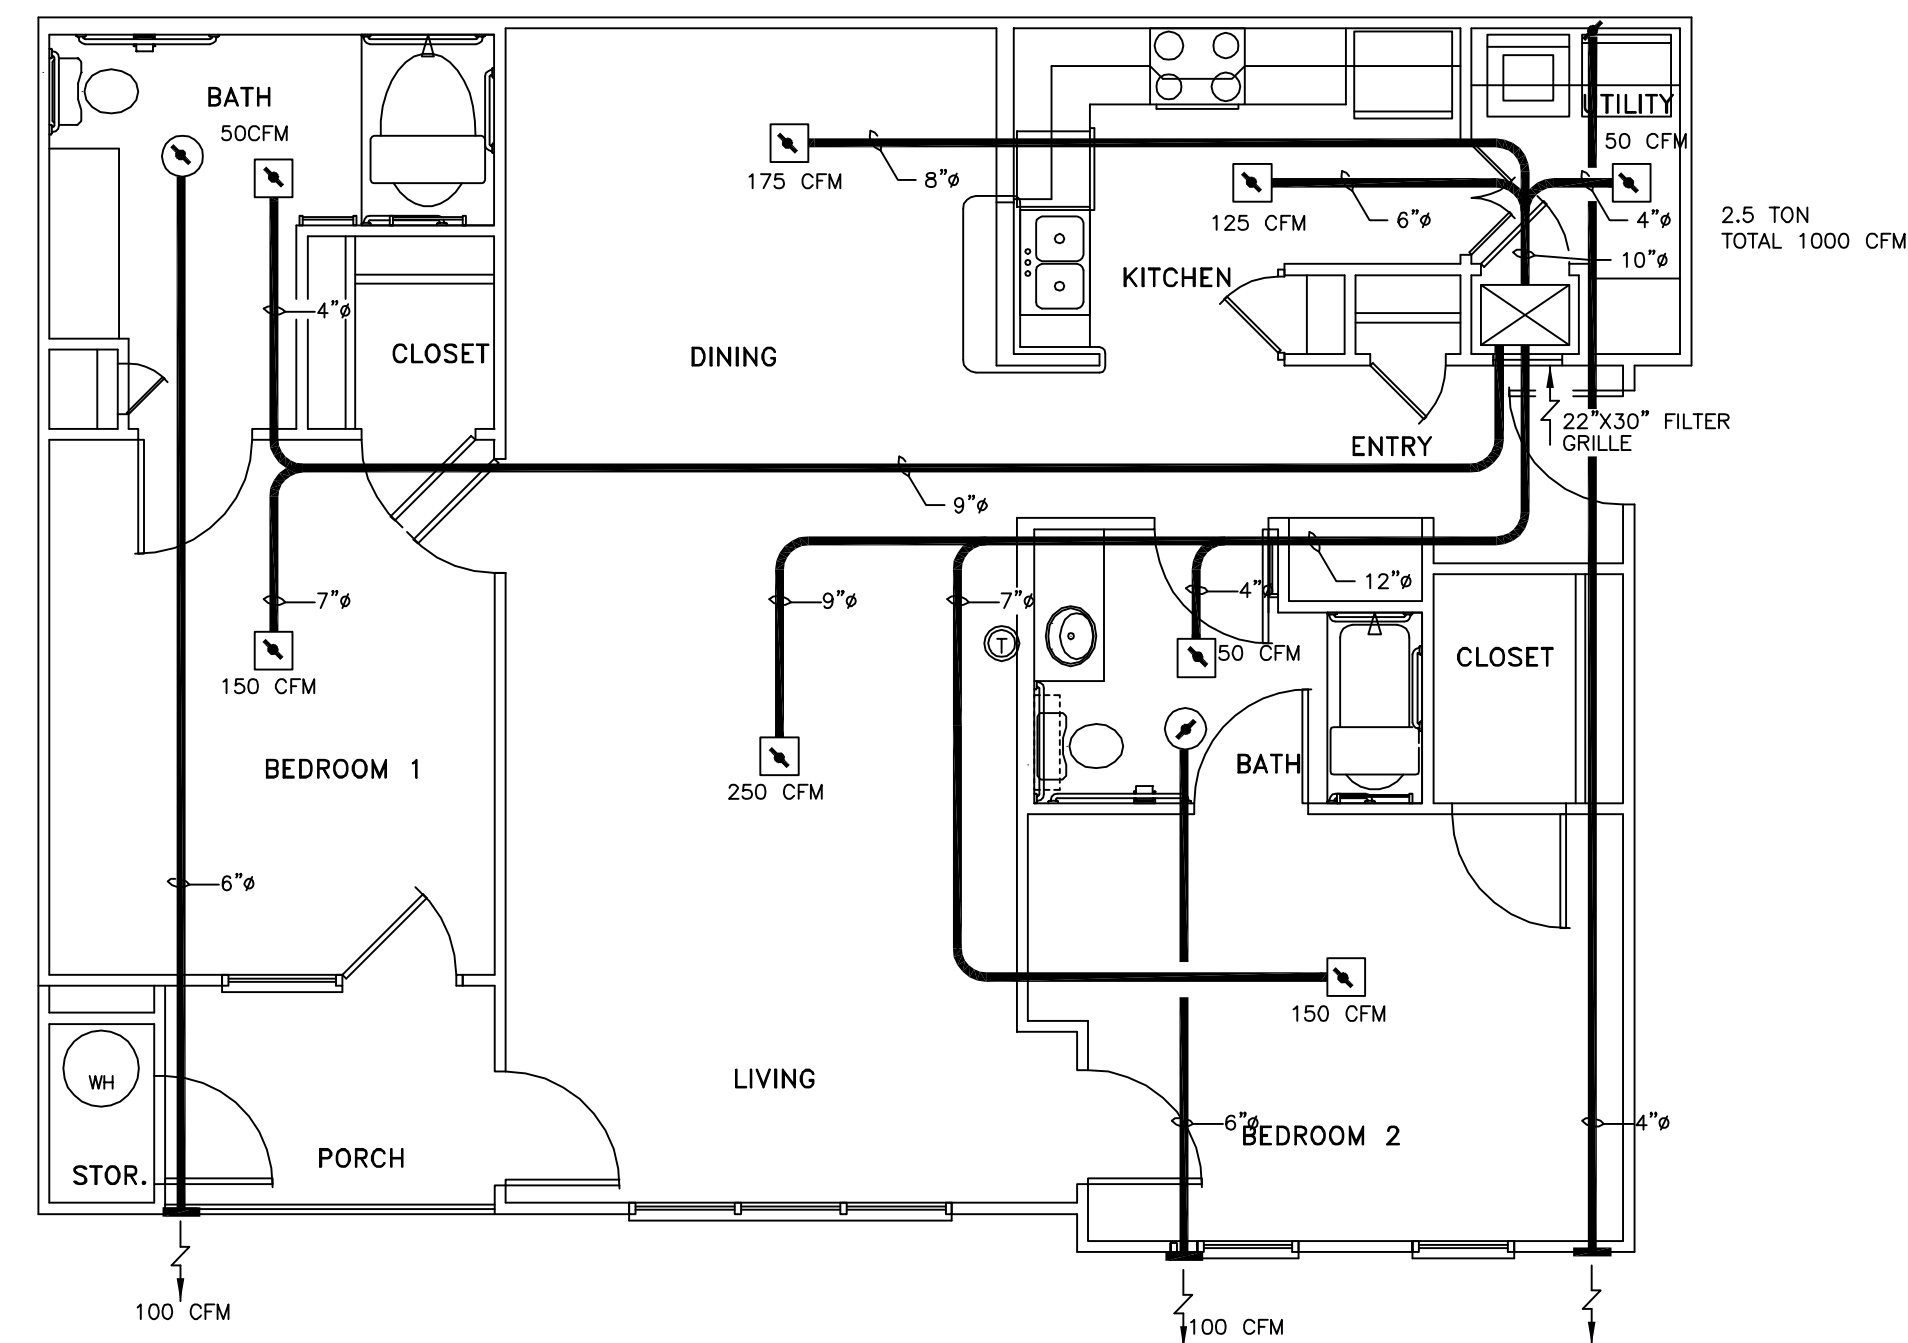 BATH
50CFM
UTILITY
50 CFM
175 CFM
8"ø
125 CFM
6"ø
4"ø
2.5 TON
TOTAL 1000 CFM
10"ø
KITCHEN
4"ø
CLOSET
DINING
22"X30" FILTER
GRILLE
ENTRY
9"ø
12"ø
7"ø
9"ø
7"ø
4"ø
T
50 CFM
CLOSET
150 CFM
BEDROOM 1
BATH
250 CFM
6"ø
150 CFM
WH
LIVING
6"ø
4"ø
BEDROOM 2
PORCH
STOR.
100 CFM
100 CFM